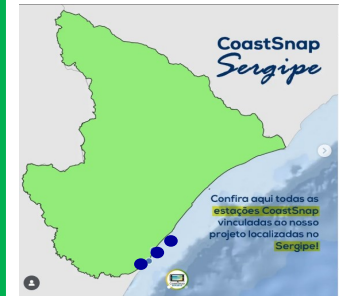 CoastSnap
Sergipe
Confira aqui todas as
estações CoastSnap
vinculadas ao nosso
projeto localizadas no
Sergipe!